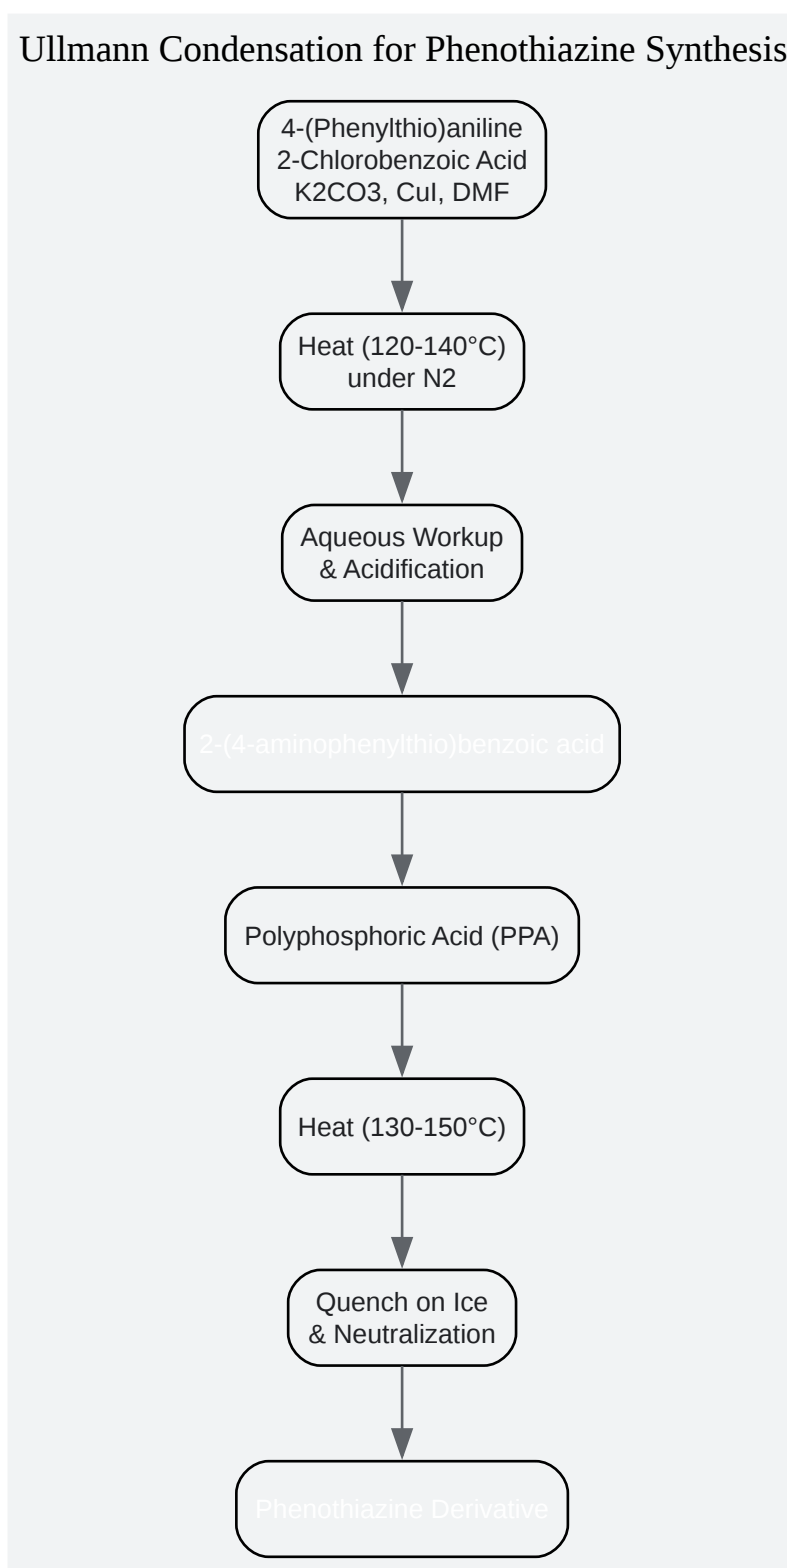 Ullmann Condensation for Phenothiazine Synthesis
4-(Phenylthio)aniline
2-Chlorobenzoic Acid
K2CO3, CuI, DMF
Heat (120-140°C)
under N2
Aqueous Workup
& Acidification
2-(4-aminophenylthio)benzoic acid
Polyphosphoric Acid (PPA)
Heat (130-150°C)
Quench on Ice
& Neutralization
Phenothiazine Derivative